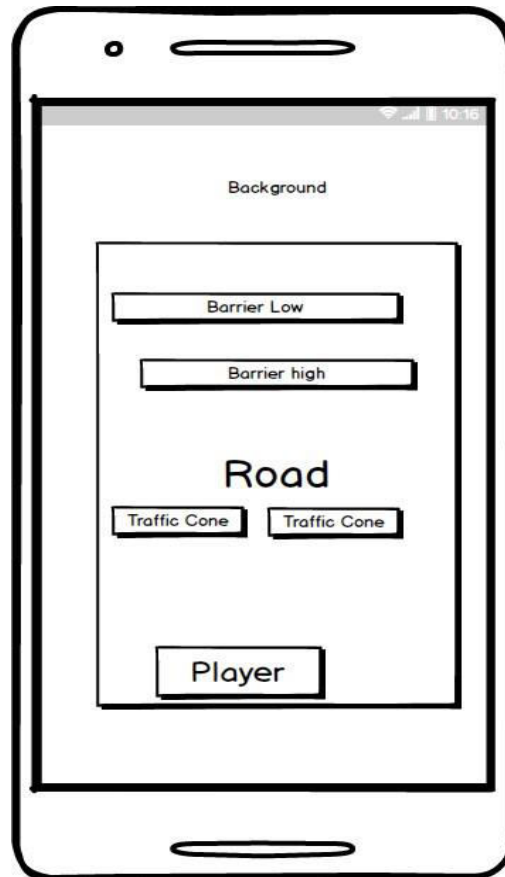 10:16
Background
Barrier Low
Barrier high
Road
Traffic Cone Traffic Cone
Player